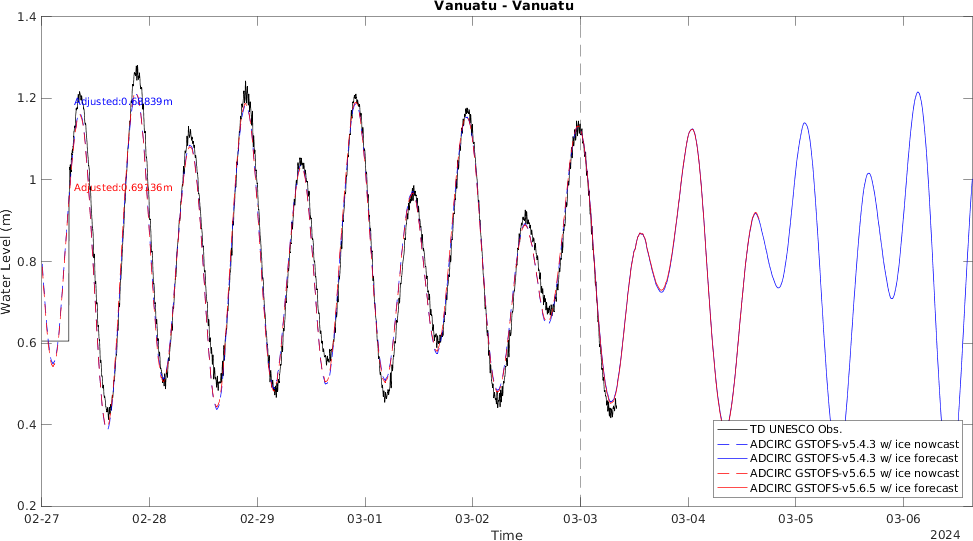 Vanuatu - Vanuatu
1.4
1.2
1
0.8
0.6
0.4
0.2
Water Level (m)
Adjusted:0.68839m
Adjusted:0.69136m
TD UNESCO Obs.
ADCIRC GSTOFS-v5.4.3 w/ ice nowcast
ADCIRC GSTOFS-v5.4.3 w/ ice forecast
ADCIRC GSTOFS-v5.6.5 w/ ice nowcast
ADCIRC GSTOFS-v5.6.5 w/ ice forecast
02-27 02-28 02-29 03-01 03-02 03-03 03-04 03-05 03-06
Time
2024